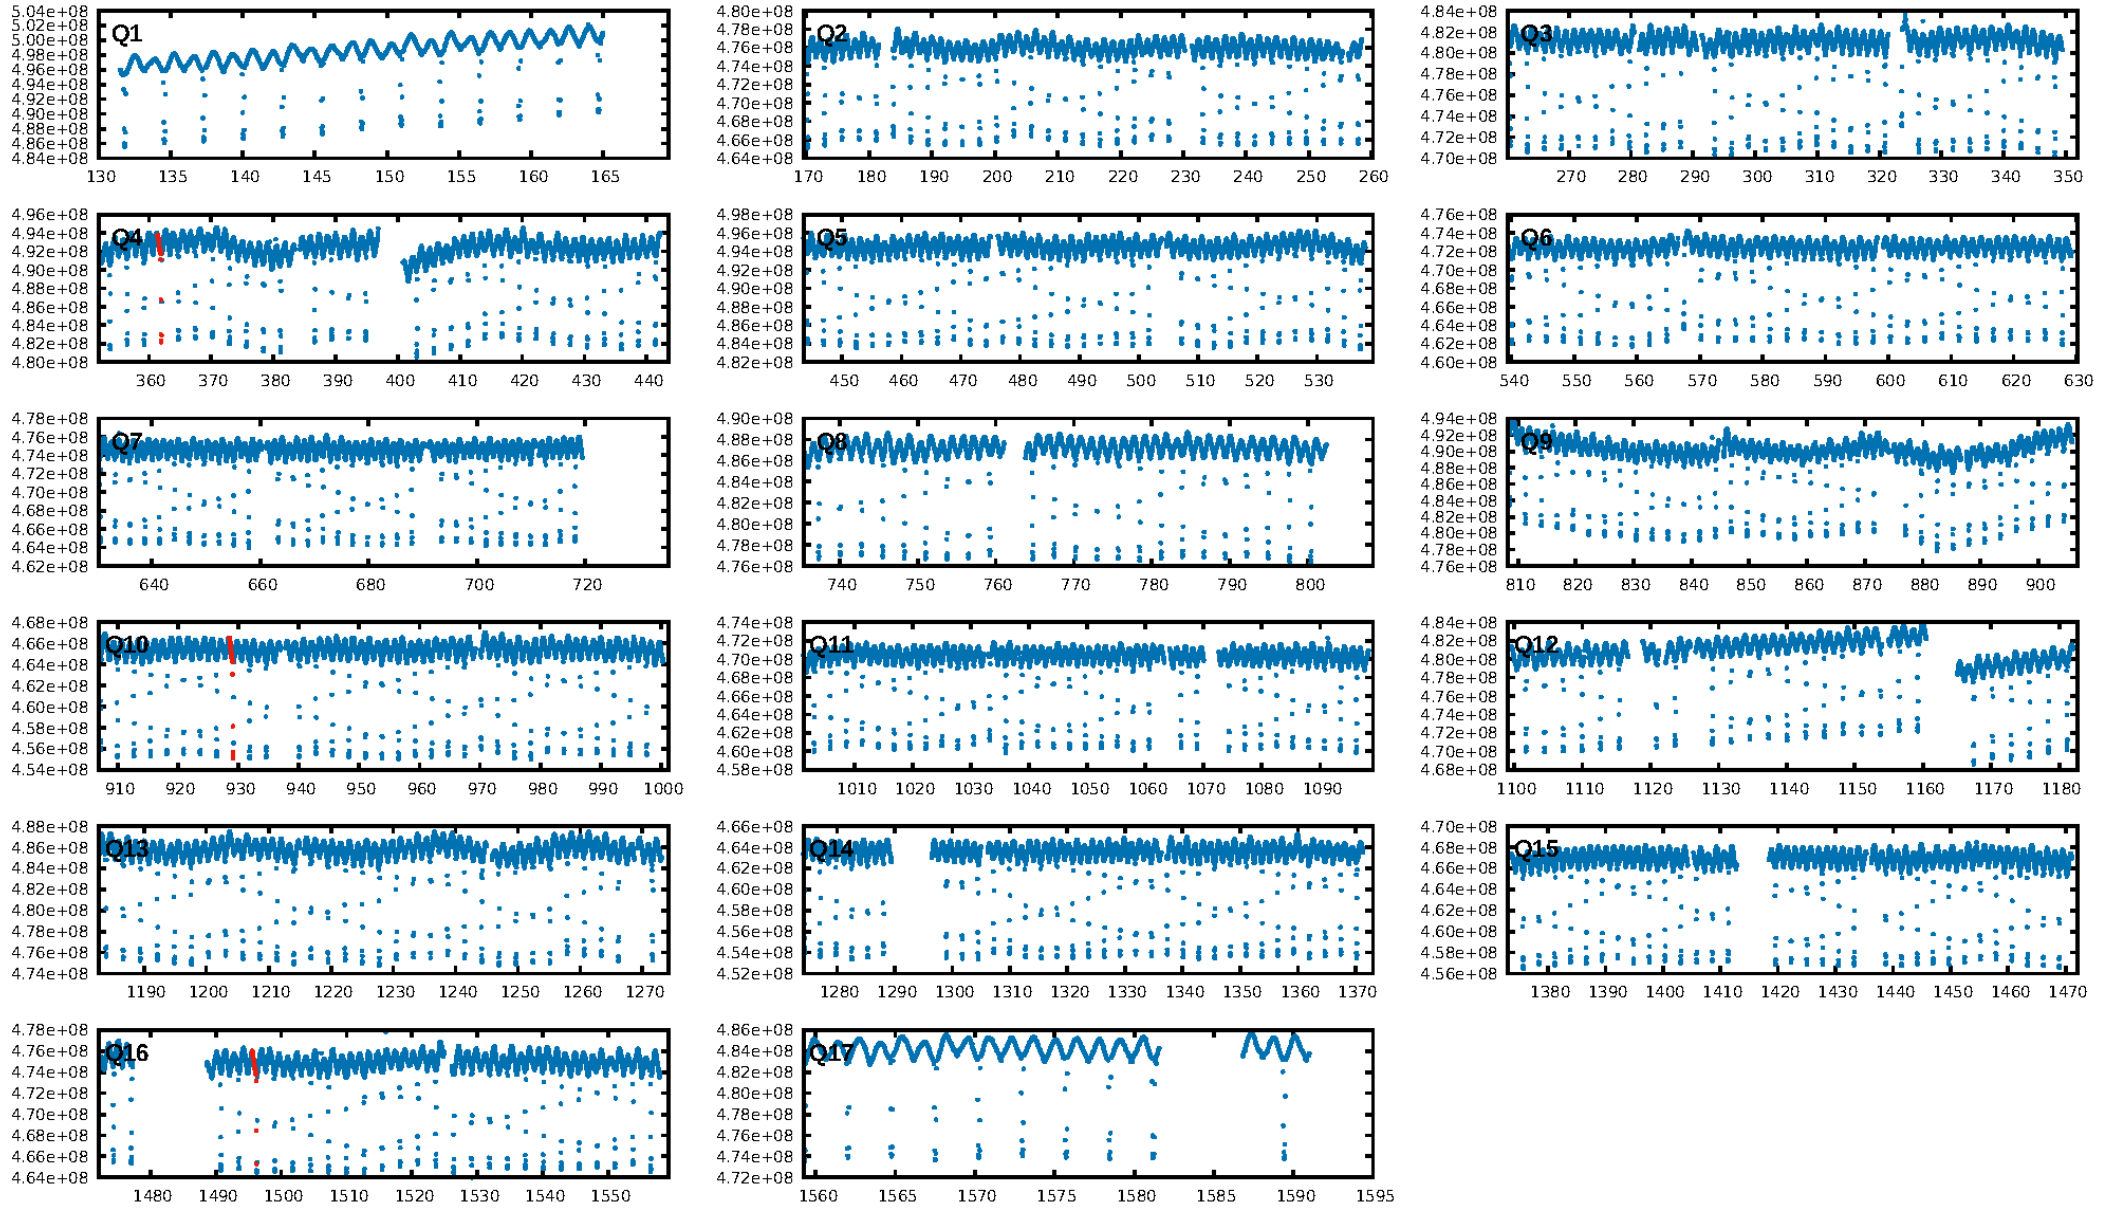 5.04e+08
5.02e+08
5.00e+08
4.98e+08
4.96e+08
4.94e+08
4.92e+08
4.90e+08
4.88e+08
4.86e+08
4.84e+08
Q1
130 135 140 145 150 155 160 165
4.80e+08
4.78e+08
4.76e+08
4.74e+08
4.72e+08
4.70e+08
4.68e+08
4.66e+08
4.64e+08
Q2
170 180 190 200 210 220 230 240 250 260
4.84e+08
4.82e+08
4.80e+08
4.78e+08
4.76e+08
4.74e+08
4.72e+08
4.70e+08
Q3
270 280 290 300 310 320 330 340 350
4.96e+08
4.94e+08
4.92e+08
4.90e+08
4.88e+08
4.86e+08
4.84e+08
4.82e+08
4.80e+08
Q4
360 370 380 390 400 410 420 430 440
4.98e+08
4.96e+08
4.94e+08
4.92e+08
4.90e+08
4.88e+08
4.86e+08
4.84e+08
4.82e+08
Q5
450 460 470 480 490 500 510 520 530
4.76e+08
4.74e+08
4.72e+08
4.70e+08
4.68e+08
4.66e+08
4.64e+08
4.62e+08
4.60e+08
Q6
540 550 560 570 580 590 600 610 620 630
4.78e+08
4.76e+08
4.74e+08
4.72e+08
4.70e+08
4.68e+08
4.66e+08
4.64e+08
4.62e+08
Q7
640 660 680 700 720
4.90e+08
4.88e+08
4.86e+08
4.84e+08
4.82e+08
4.80e+08
4.78e+08
4.76e+08
Q8
740 750 760 770 780 790 800
4.94e+08
4.92e+08
4.90e+08
4.88e+08
4.86e+08
4.84e+08
4.82e+08
4.80e+08
4.78e+08
4.76e+08
Q9
810 820 830 840 850 860 870 880 890 900
4.68e+08
4.66e+08
4.64e+08
4.62e+08
4.60e+08
4.58e+08
4.56e+08
4.54e+08
Q10
910 920 930 940 950 960 970 980 990 1000
4.74e+08
4.72e+08
4.70e+08
4.68e+08
4.66e+08
4.64e+08
4.62e+08
4.60e+08
4.58e+08
Q11
1010 1020 1030 1040 1050 1060 1070 1080 1090
4.84e+08
4.82e+08
4.80e+08
4.78e+08
4.76e+08
4.74e+08
4.72e+08
4.70e+08
4.68e+08
Q12
1100 1110 1120 1130 1140 1150 1160 1170 1180
4.88e+08
4.86e+08
4.84e+08
4.82e+08
4.80e+08
4.78e+08
4.76e+08
4.74e+08
Q13
1190 1200 1210 1220 1230 1240 1250 1260 1270
4.66e+08
4.64e+08
4.62e+08
4.60e+08
4.58e+08
4.56e+08
4.54e+08
4.52e+08
Q14
1280 1290 1300 1310 1320 1330 1340 1350 1360 1370
4.70e+08
4.68e+08
4.66e+08
4.64e+08
4.62e+08
4.60e+08
4.58e+08
4.56e+08
Q15
1380 1390 1400 1410 1420 1430 1440 1450 1460 1470
4.78e+08
4.76e+08
4.74e+08
4.72e+08
4.70e+08
4.68e+08
4.66e+08
4.64e+08
Q16
1480 1490 1500 1510 1520 1530 1540 1550
4.86e+08
4.84e+08
4.82e+08
4.80e+08
4.78e+08
4.76e+08
4.74e+08
4.72e+08
Q17
1560 1565 1570 1575 1580 1585 1590 1595